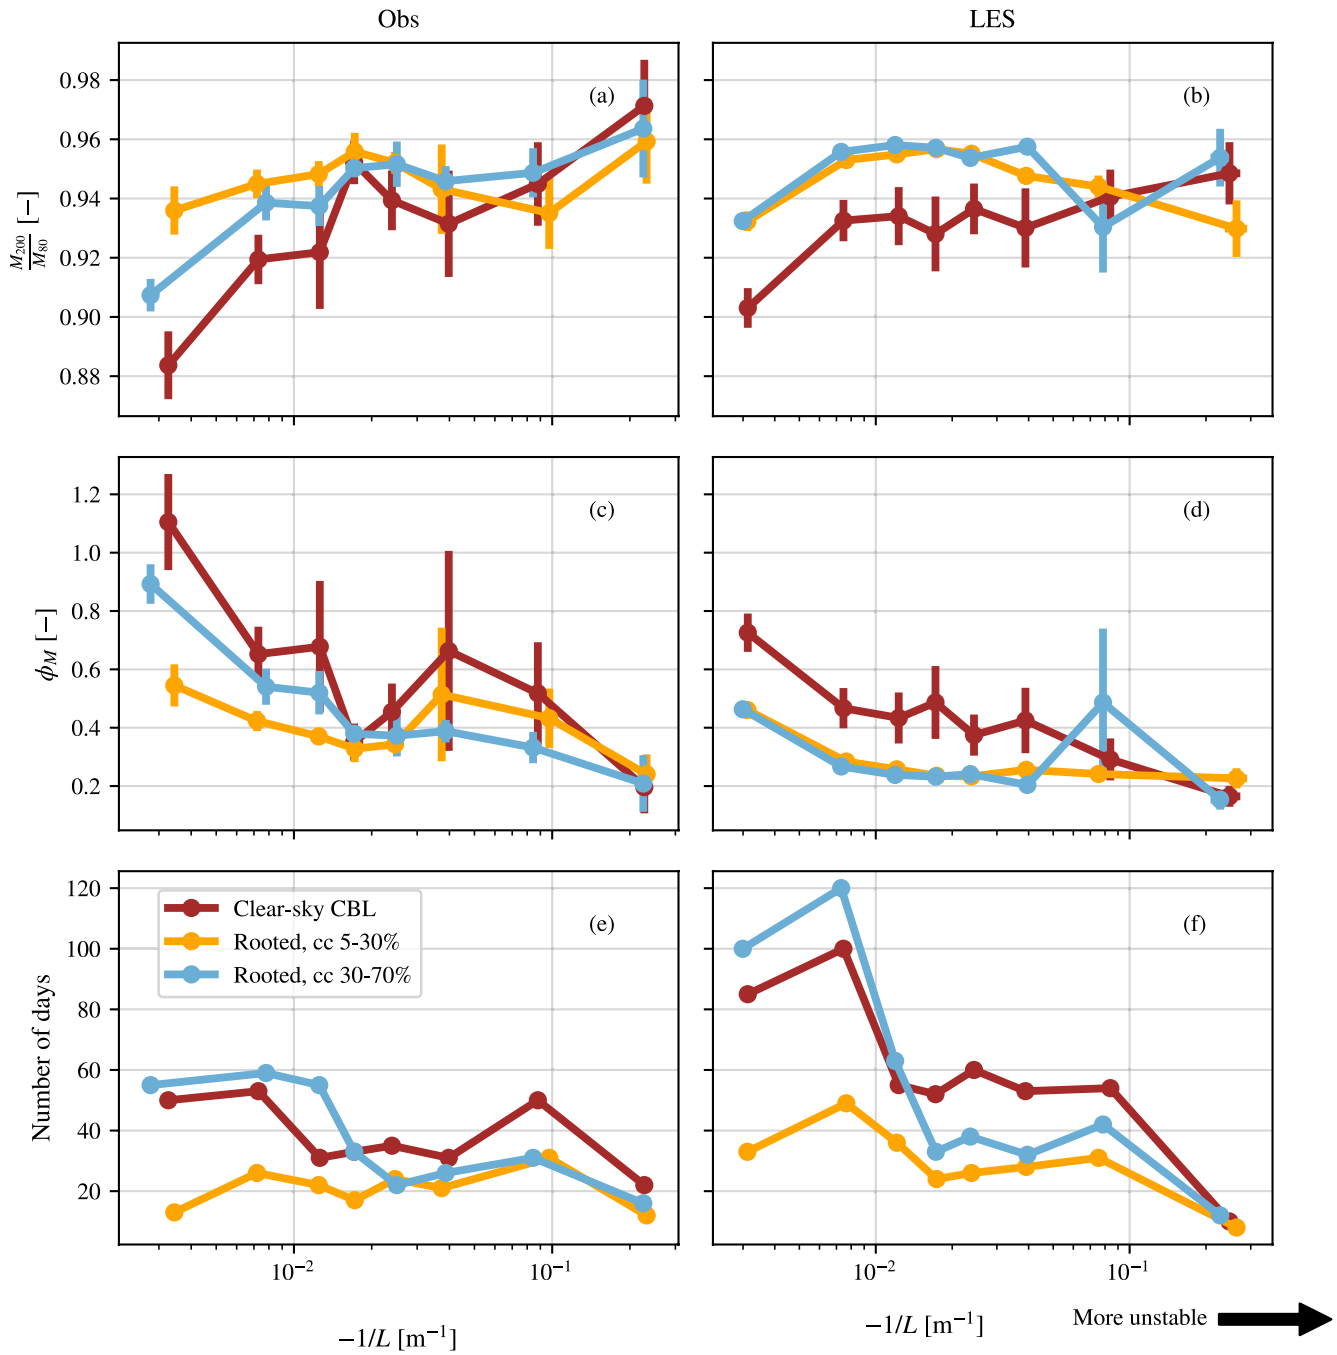 Obs
LES
0.98
0.96
0.94
0.92
0.90
0.88
M₂₀₀/M₈₀ [−]
(a)
(b)
1.2
1.0
0.8
0.6
0.4
0.2
ϕ_M [−]
(c)
(d)
120
100
80
60
40
20
Number of days
Clear-sky CBL
Rooted, cc 5-30%
Rooted, cc 30-70%
(e)
(f)
10⁻²
10⁻¹
10⁻²
10⁻¹
−1/L [m⁻¹]
−1/L [m⁻¹]
More unstable